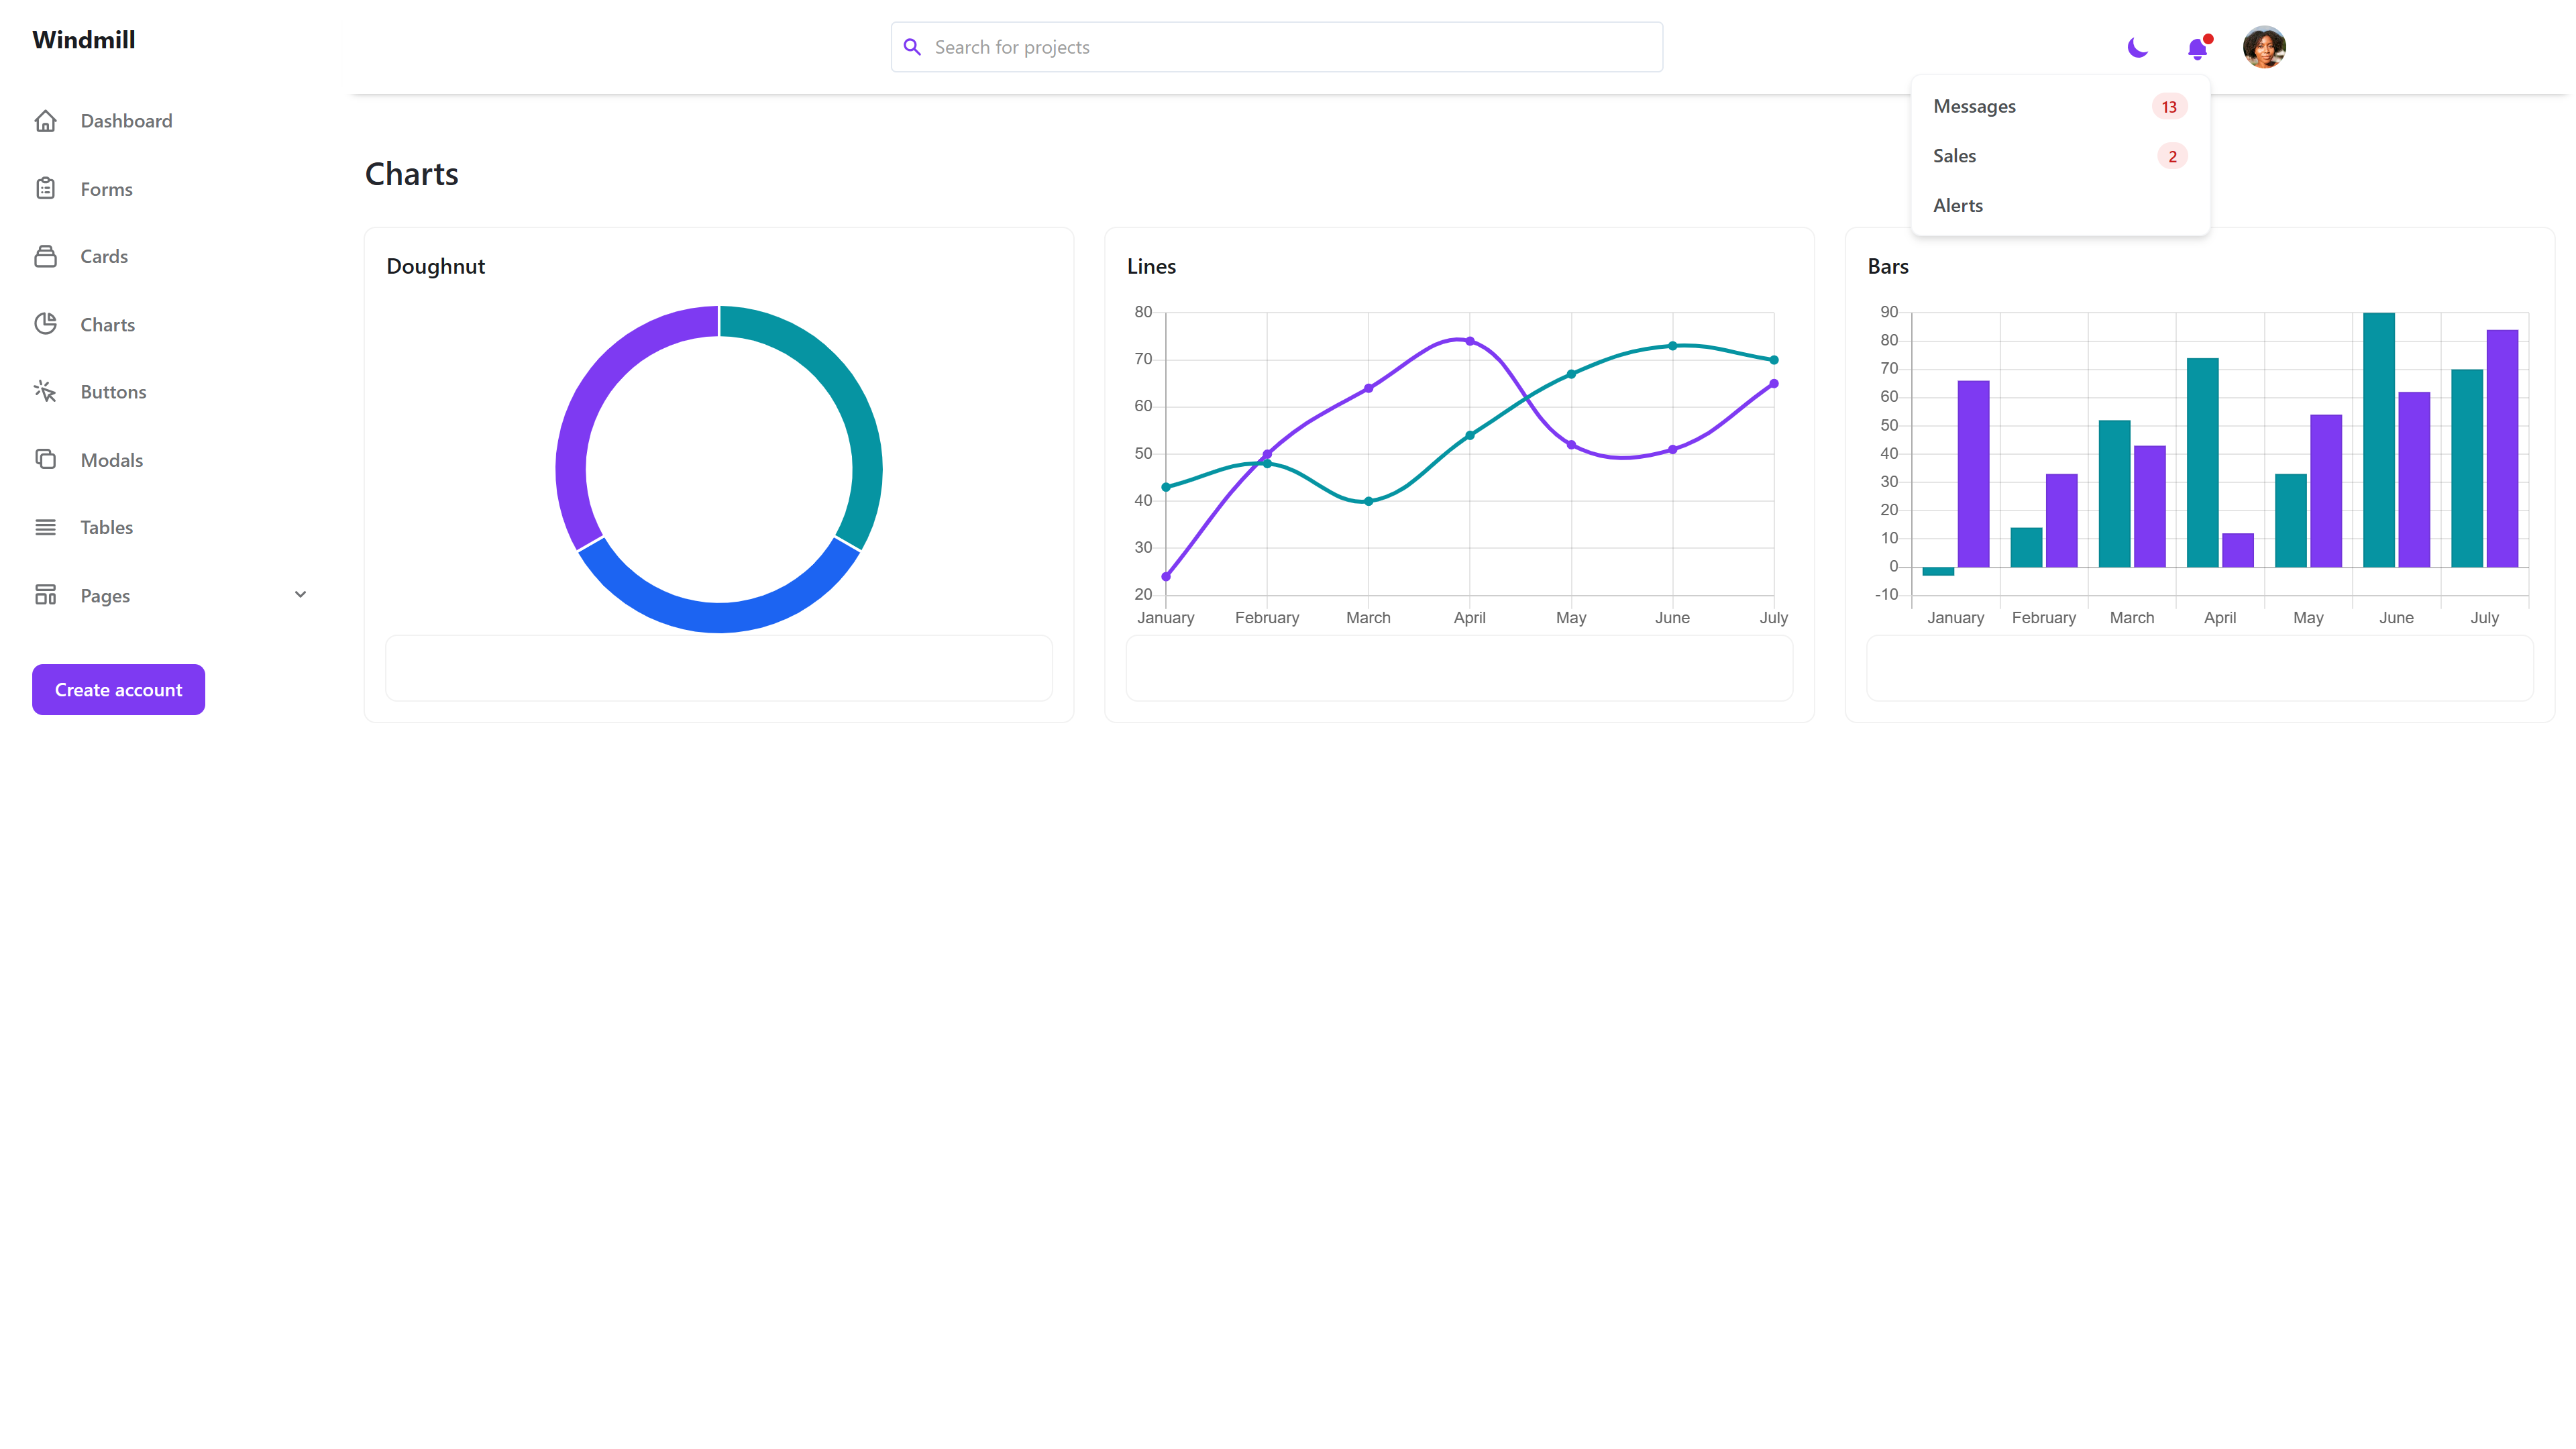 Windmill
Search for projects
Dashboard
Forms
Cards
Charts
Buttons
Modals
Tables
Pages
Create account
Messages 13
Sales 2
Alerts
Charts
Doughnut
Lines
80
70
60
50
40
30
20
January February March April May June July
Bars
90
80
70
60
50
40
30
20
10
0
-10
January February March April May June July